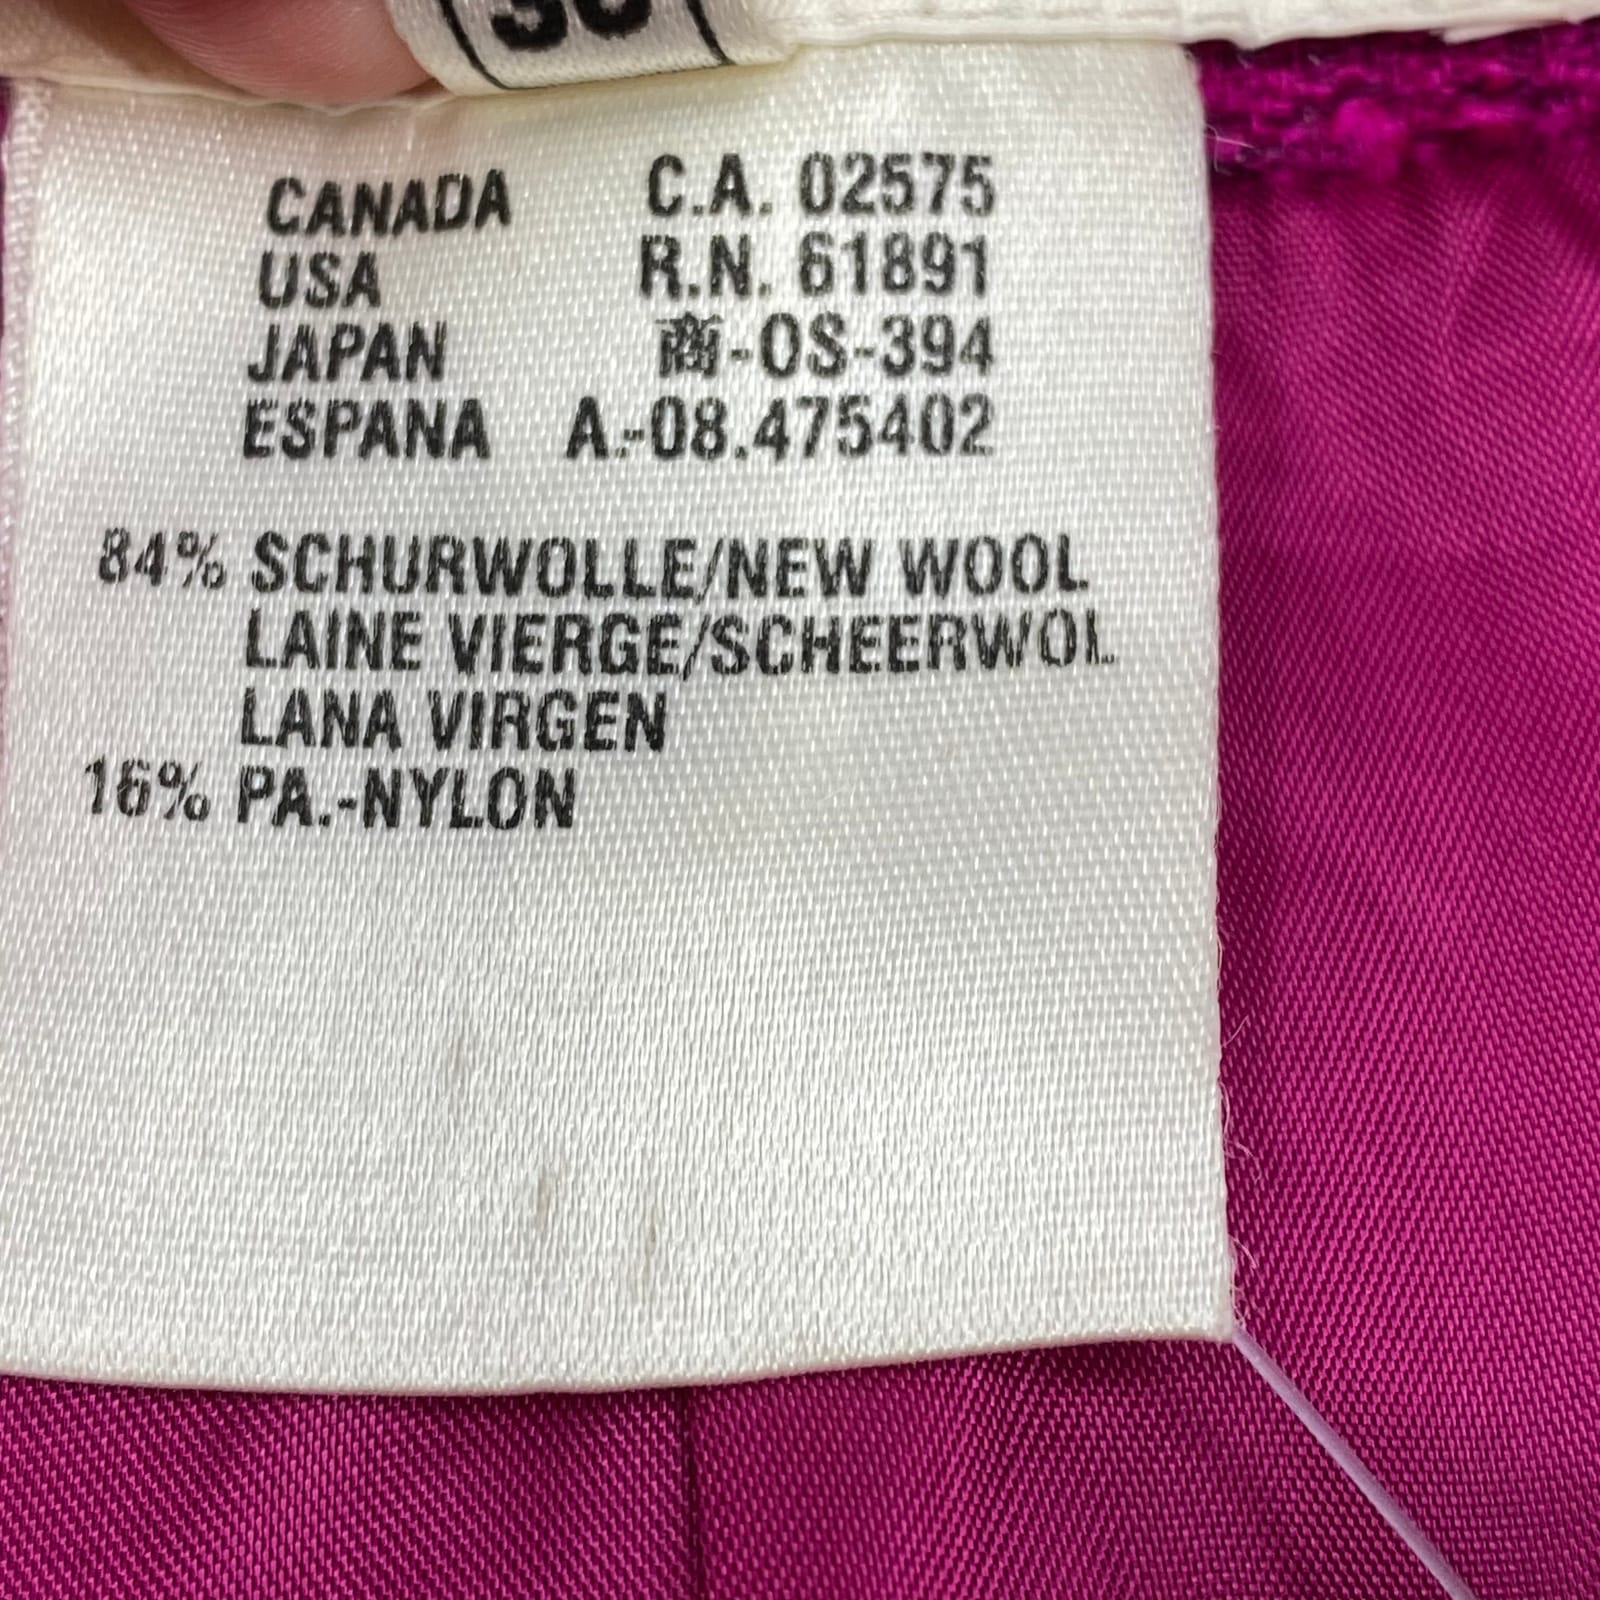 CANADA C.A. 02575
USA R.N. 61891
JAPAN 商-OS-394
ESPANA A.-08.475402
84% SCHURWOLLE/NEW WOOL
LAINE VIERGE/SCHEERWOL
LANA VIRGEN
16% PA.-NYLON